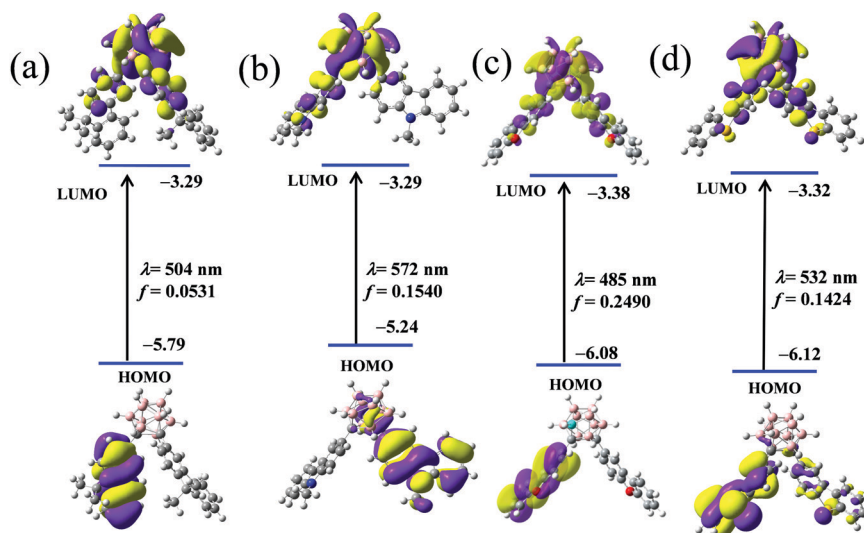 (a)
LUMO
−3.29
λ= 504 nm
f = 0.0531
−5.79
HOMO
(b)
LUMO
−3.29
λ= 572 nm
f = 0.1540
−5.24
HOMO
(c)
LUMO
−3.38
λ= 485 nm
f = 0.2490
−6.08
HOMO
(d)
LUMO
−3.32
λ= 532 nm
f = 0.1424
−6.12
HOMO